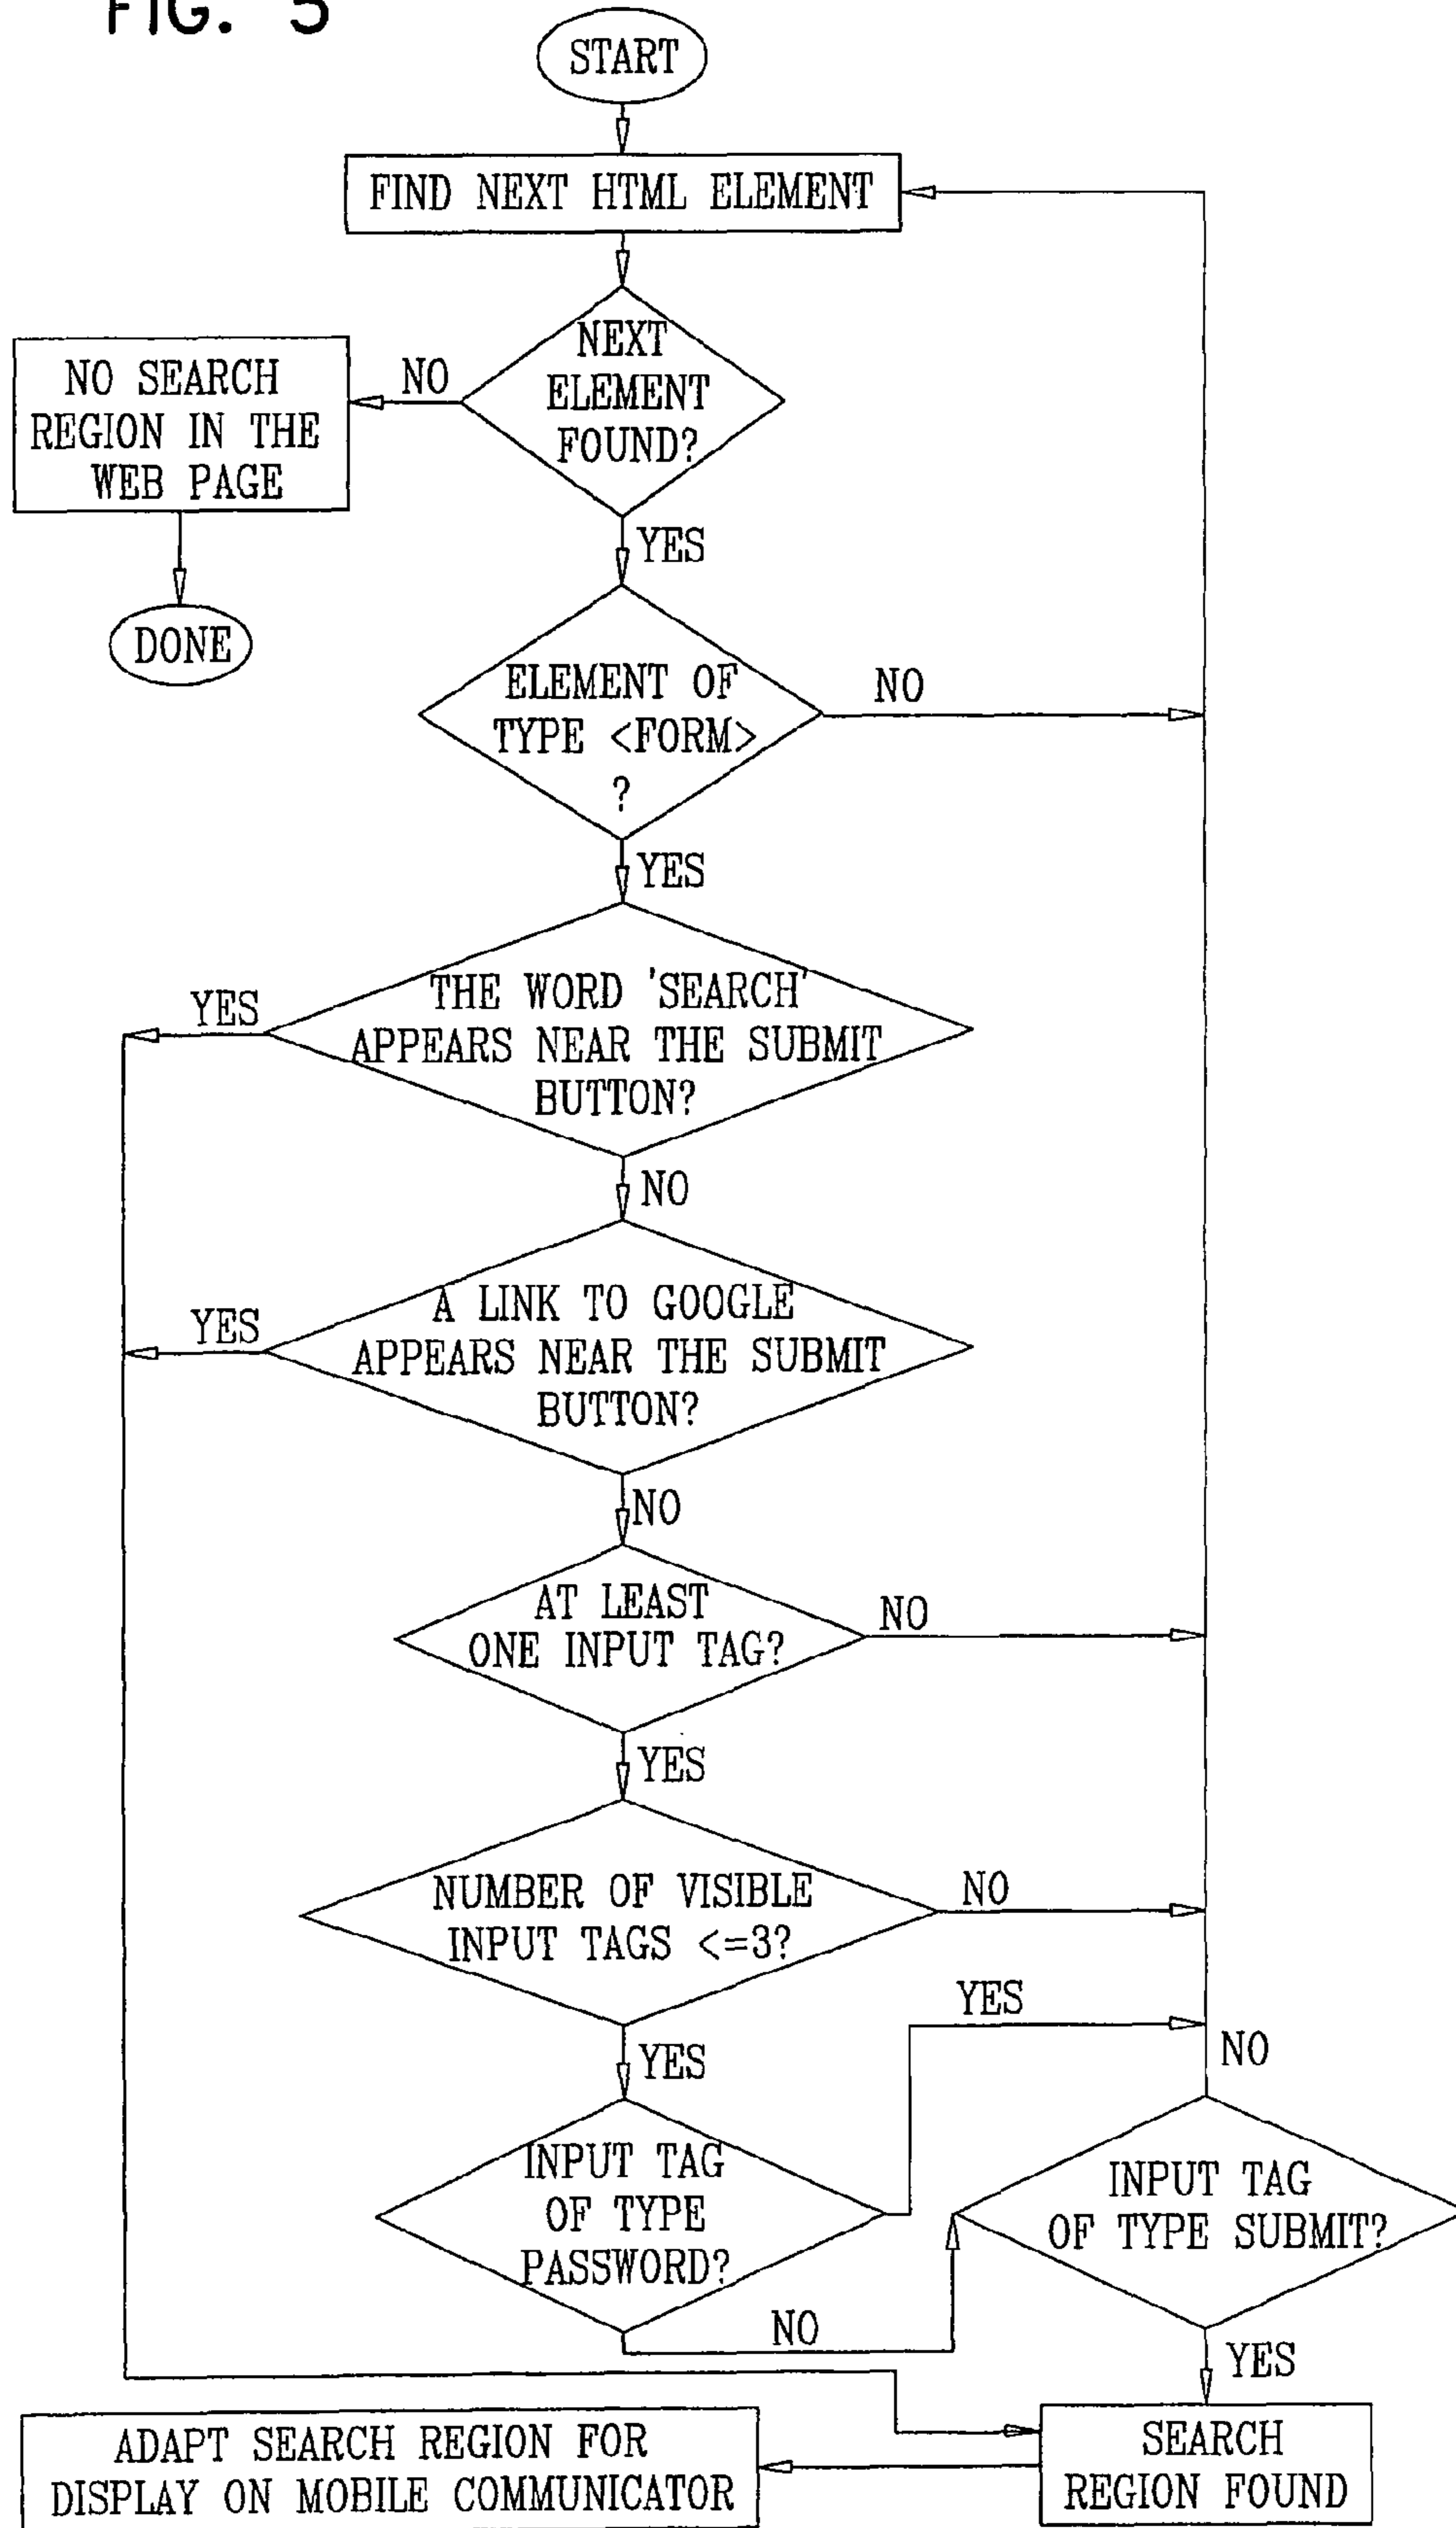 FIG. 5
START
FIND NEXT HTML ELEMENT
NEXT
ELEMENT
FOUND?
NO
NO SEARCH
REGION IN THE
WEB PAGE
DONE
YES
ELEMENT OF
TYPE <FORM>
?
NO
YES
THE WORD 'SEARCH'
APPEARS NEAR THE SUBMIT
BUTTON?
YES
NO
A LINK TO GOOGLE
APPEARS NEAR THE SUBMIT
BUTTON?
YES
NO
AT LEAST
ONE INPUT TAG?
NO
YES
NUMBER OF VISIBLE
INPUT TAGS <=3?
NO
YES
INPUT TAG
OF TYPE
PASSWORD?
YES
NO
INPUT TAG
OF TYPE SUBMIT?
NO
YES
SEARCH
REGION FOUND
ADAPT SEARCH REGION FOR
DISPLAY ON MOBILE COMMUNICATOR